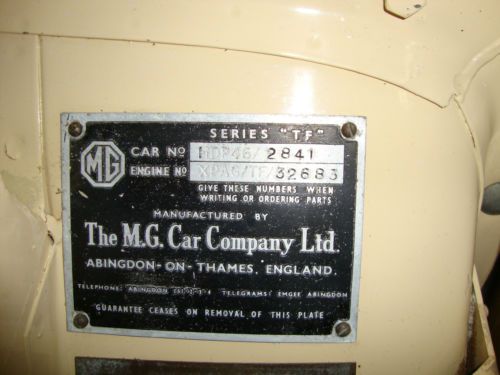 SERIES "TF"
MG
CAR NO HDP46/2841
ENGINE NO XPAG/TF/32683
GIVE THESE NUMBERS WHEN
WRITING OR ORDERING PARTS
MANUFACTURED BY
The M.G. Car Company Ltd.
ABINGDON-ON-THAMES, ENGLAND.
TELEPHONE: ABINGDON TELEGRAMS: EMGEE ABINGDON
GUARANTEE CEASES ON REMOVAL OF THIS PLATE